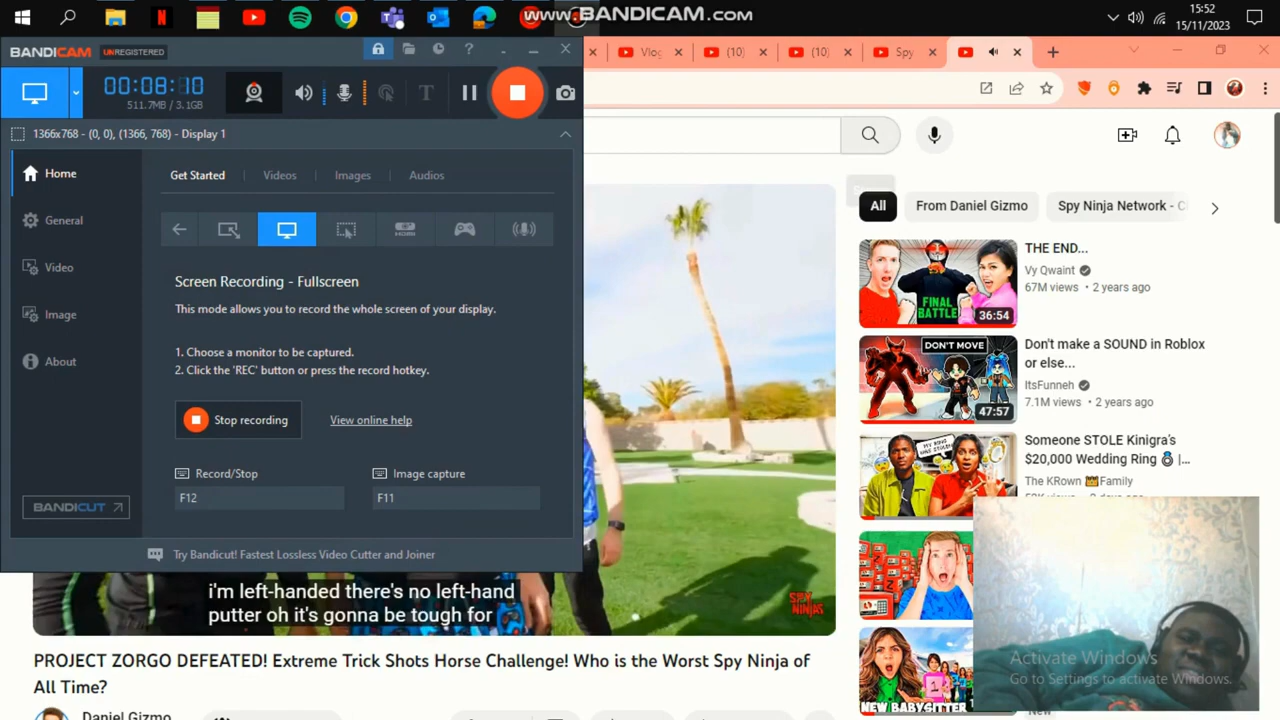 www.BANDICAM.com
15:52
15/11/2023
BANDICAM UNREGISTERED
00:08:10
511.7MB / 3.1GB
Vlog
(10)
(10)
Spy
1366x768 - (0, 0), (1366, 768) - Display 1
Home
General
Video
Image
About
BANDICUT
Get Started
Videos
Images
Audios
Screen Recording - Fullscreen
This mode allows you to record the whole screen of your display.
1. Choose a monitor to be captured.
2. Click the 'REC' button or press the record hotkey.
Stop recording
View online help
Record/Stop
Image capture
F12
F11
Try Bandicut! Fastest Lossless Video Cutter and Joiner
i'm left-handed there's no left-hand
putter oh it's gonna be tough for
SPY
NINJAS
PROJECT ZORGO DEFEATED! Extreme Trick Shots Horse Challenge! Who is the Worst Spy Ninja of
All Time?
Daniel Gizmo
All
From Daniel Gizmo
Spy Ninja Network - C
FINAL
BATTLE
36:54
THE END...
Vy Qwaint
67M views • 2 years ago
DON'T MOVE
47:57
Don't make a SOUND in Roblox
or else...
ItsFunneh
7.1M views • 2 years ago
Someone STOLE Kinigra's
$20,000 Wedding Ring 💍 |...
The KRown 👑Family
NEW BABYSITTER
New
Activate Windows
Go to Settings to activate Windows.